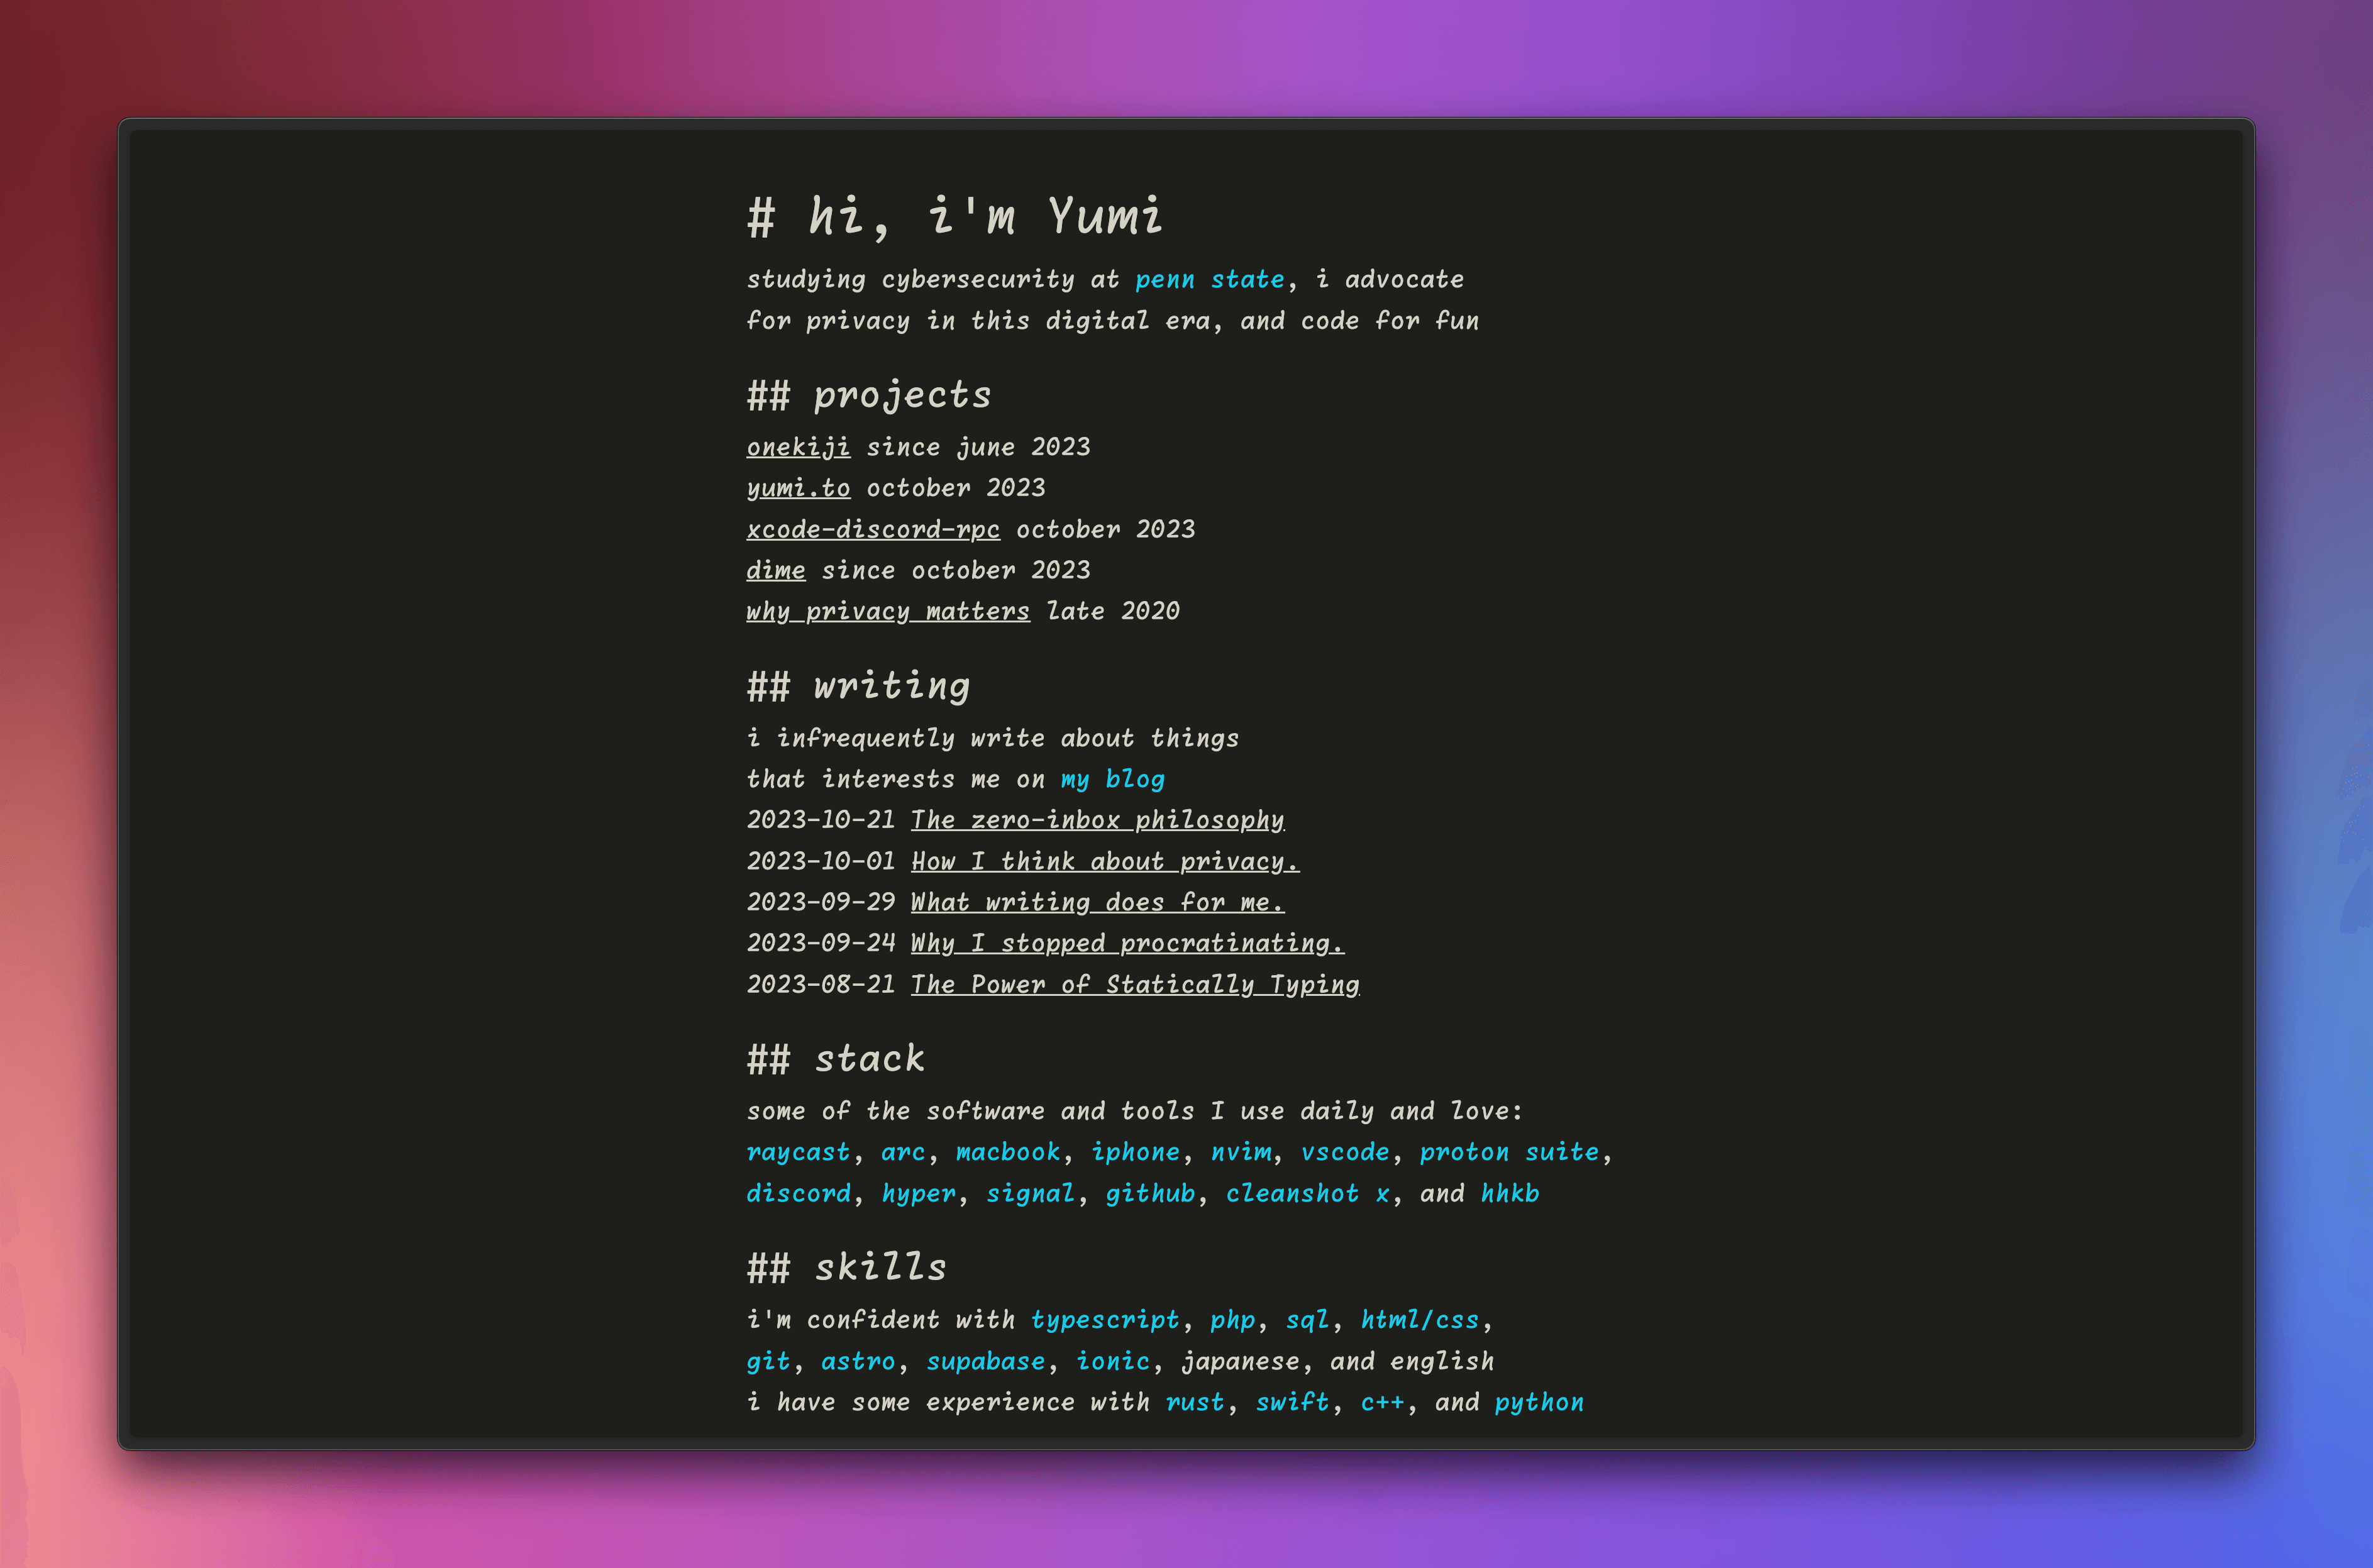 # hi, i'm Yumi
studying cybersecurity at penn state, i advocate
for privacy in this digital era, and code for fun
## projects
onekiji since june 2023
yumi.to october 2023
xcode-discord-rpc october 2023
dime since october 2023
why privacy matters late 2020
## writing
i infrequently write about things
that interests me on my blog
2023-10-21 The zero-inbox philosophy
2023-10-01 How I think about privacy.
2023-09-29 What writing does for me.
2023-09-24 Why I stopped procratinating.
2023-08-21 The Power of Statically Typing
## stack
some of the software and tools I use daily and love:
raycast, arc, macbook, iphone, nvim, vscode, proton suite,
discord, hyper, signal, github, cleanshot x, and hhkb
## skills
i'm confident with typescript, php, sql, html/css,
git, astro, supabase, ionic, japanese, and english
i have some experience with rust, swift, c++, and python